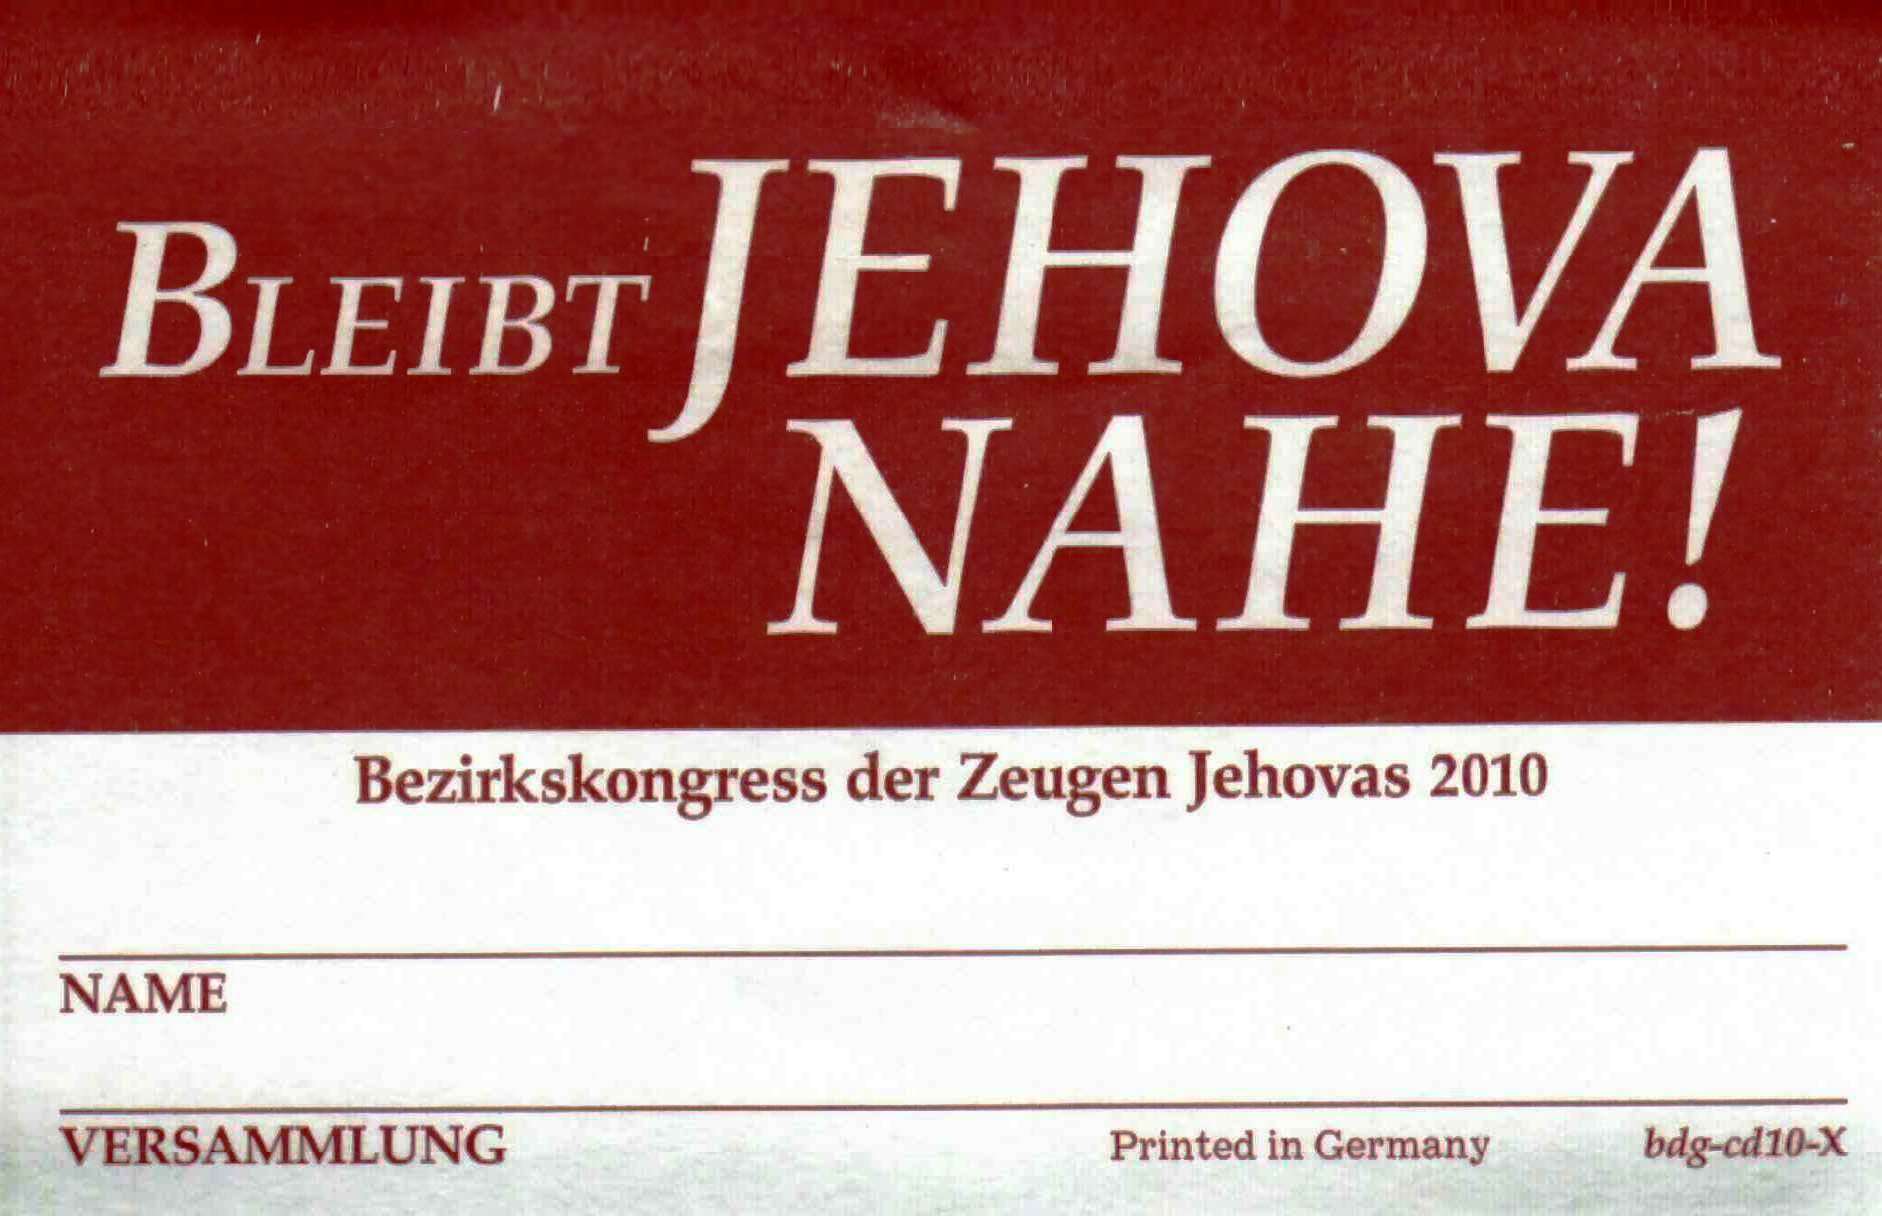 BLEIBT JEHOVA
NAHE!
Bezirkskongress der Zeugen Jehovas 2010
NAME
VERSAMMLUNG Printed in Germany bdg-cd10-X